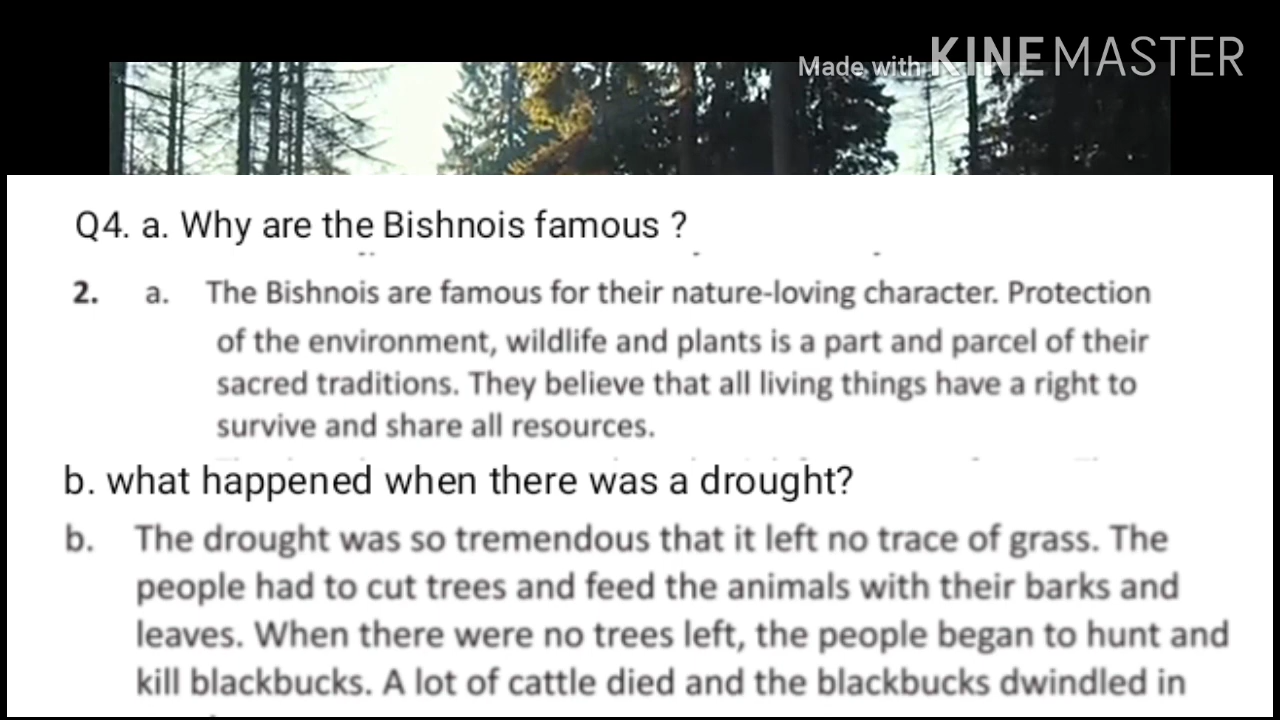 Made with KINEMASTER
Q4. a. Why are the Bishnois famous ?
2. a. The Bishnois are famous for their nature-loving character. Protection
of the environment, wildlife and plants is a part and parcel of their
sacred traditions. They believe that all living things have a right to
survive and share all resources.
b. what happened when there was a drought?
b. The drought was so tremendous that it left no trace of grass. The
people had to cut trees and feed the animals with their barks and
leaves. When there were no trees left, the people began to hunt and
kill blackbucks. A lot of cattle died and the blackbucks dwindled in